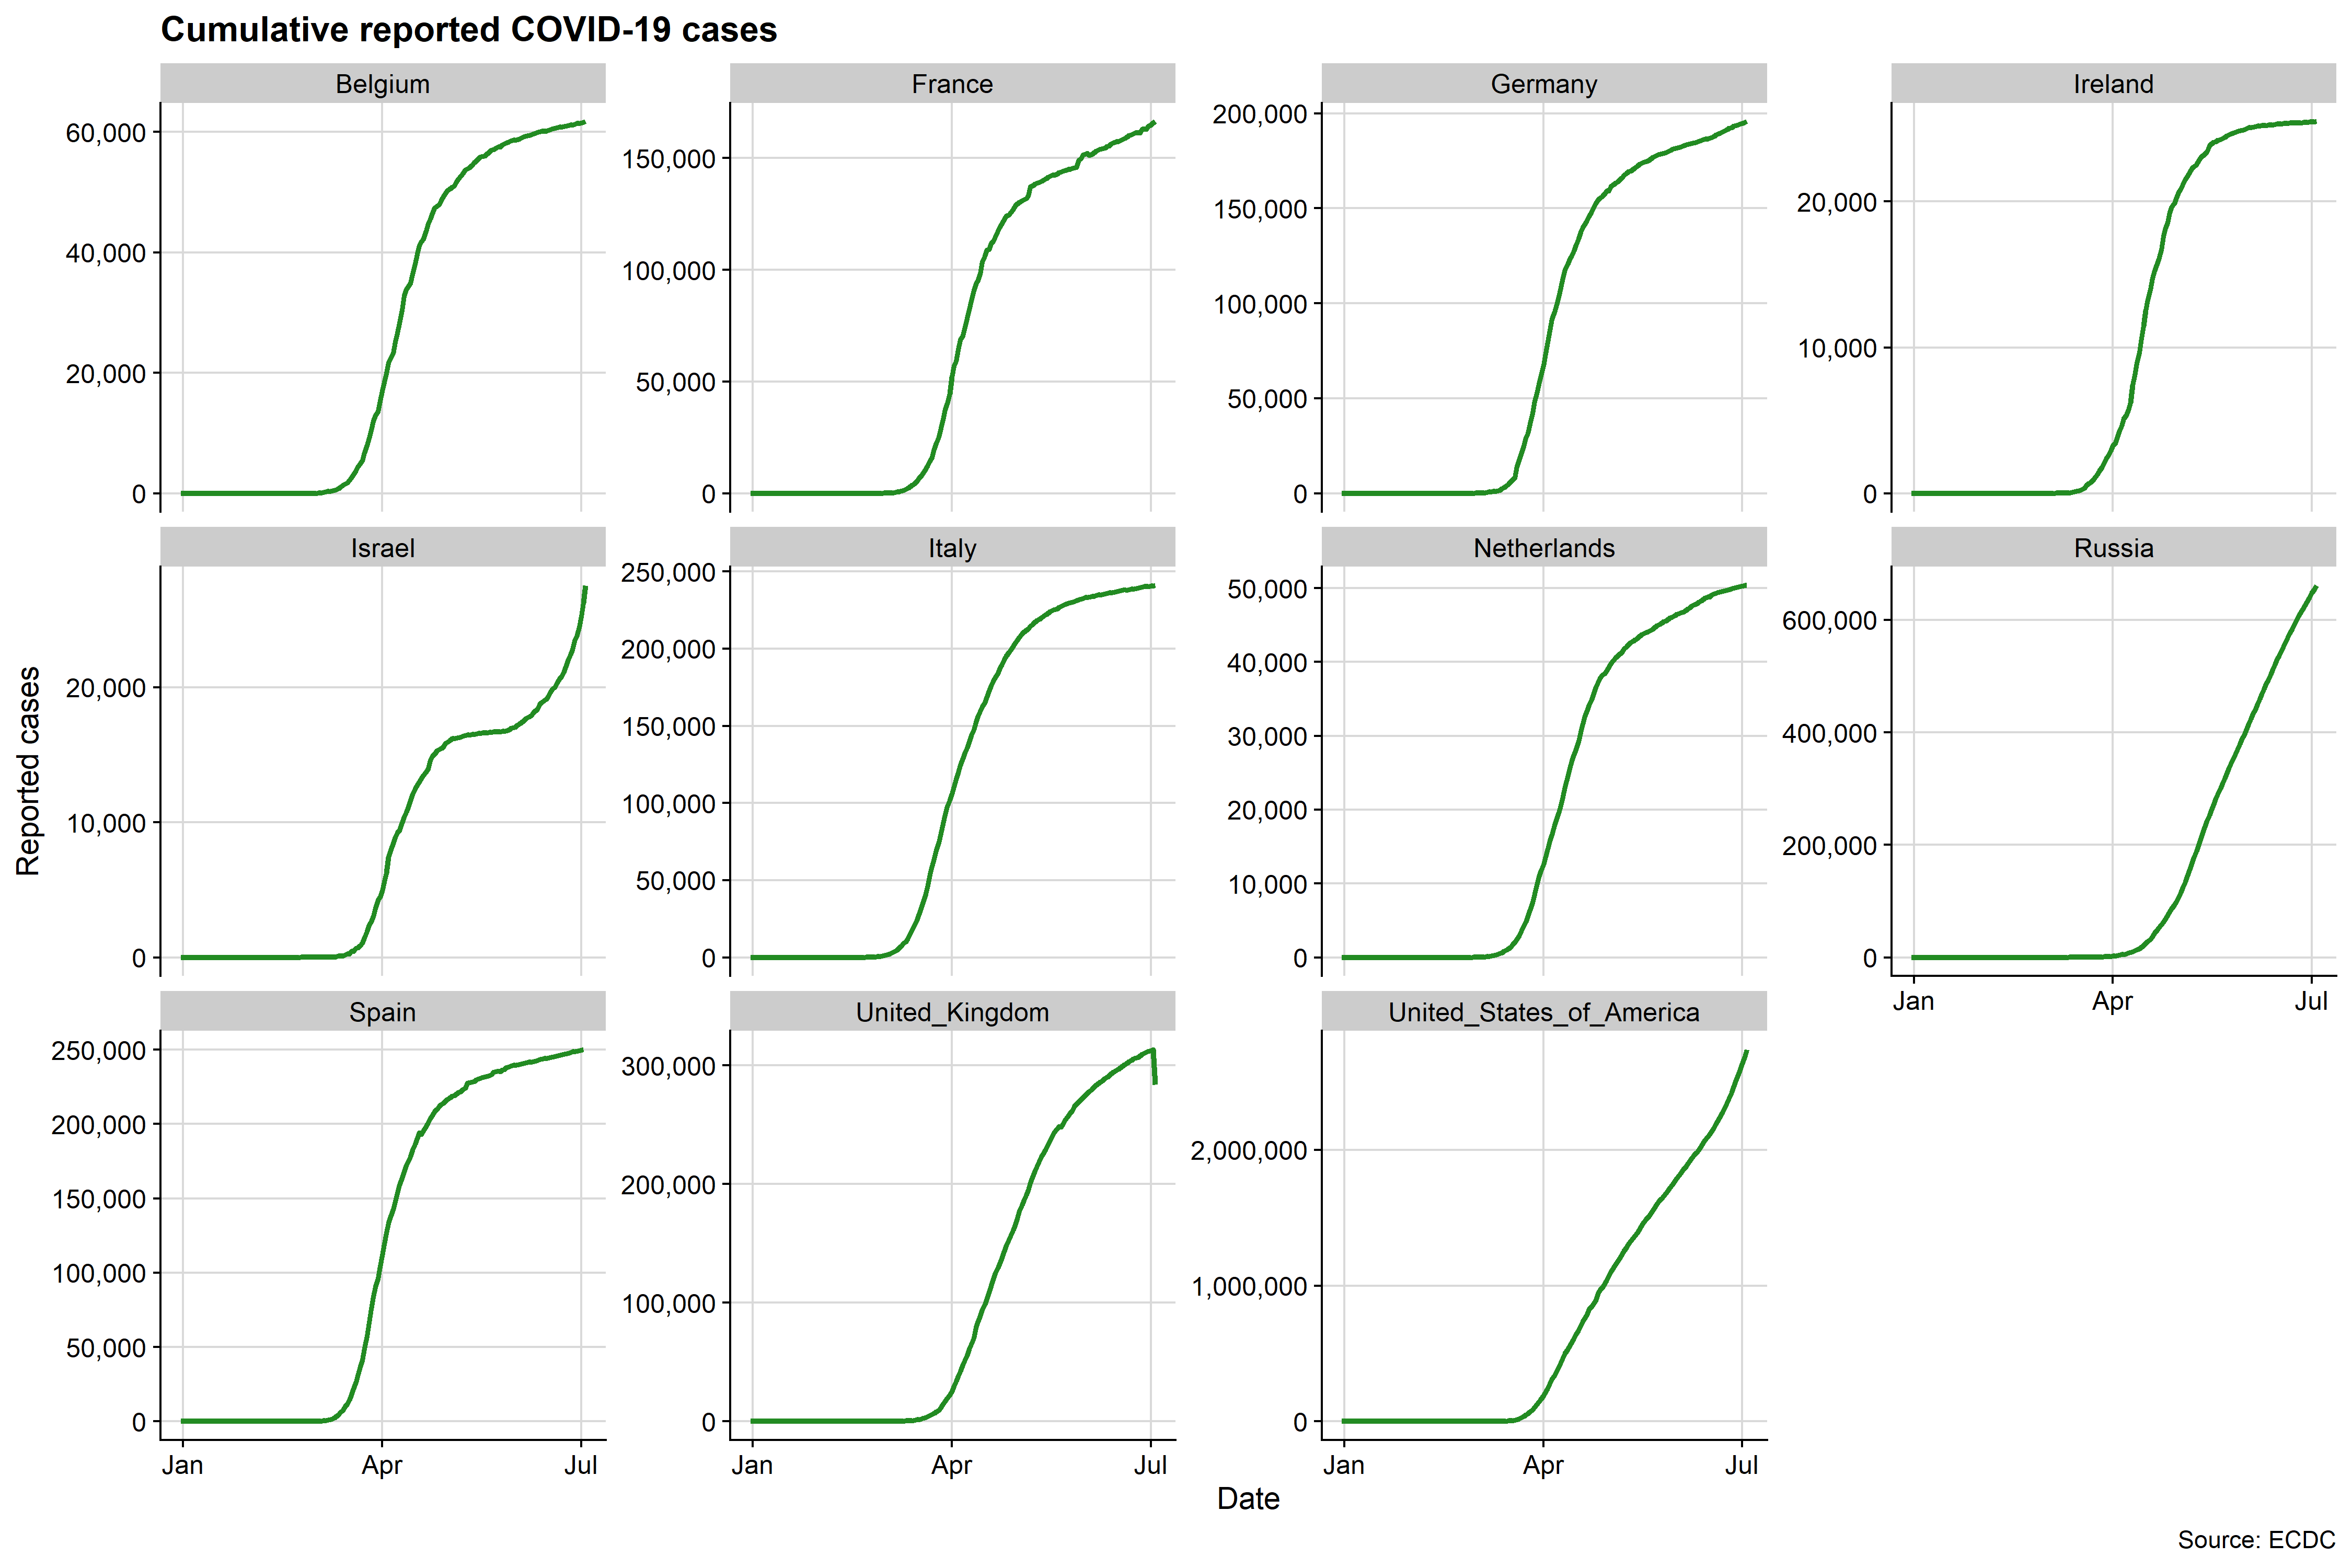 Cumulative reported COVID-19 cases
Belgium
France
Germany
Ireland
60,000
40,000
20,000
0
150,000
100,000
50,000
0
200,000
150,000
100,000
50,000
0
20,000
10,000
0
Israel
Italy
Netherlands
Russia
20,000
10,000
0
250,000
200,000
150,000
100,000
50,000
0
50,000
40,000
30,000
20,000
10,000
0
600,000
400,000
200,000
0
Jan Apr Jul
Reported cases
Spain
United_Kingdom
United_States_of_America
250,000
200,000
150,000
100,000
50,000
0
300,000
200,000
100,000
0
2,000,000
1,000,000
0
Jan Apr Jul
Jan Apr Jul
Jan Apr Jul
Date
Source: ECDC